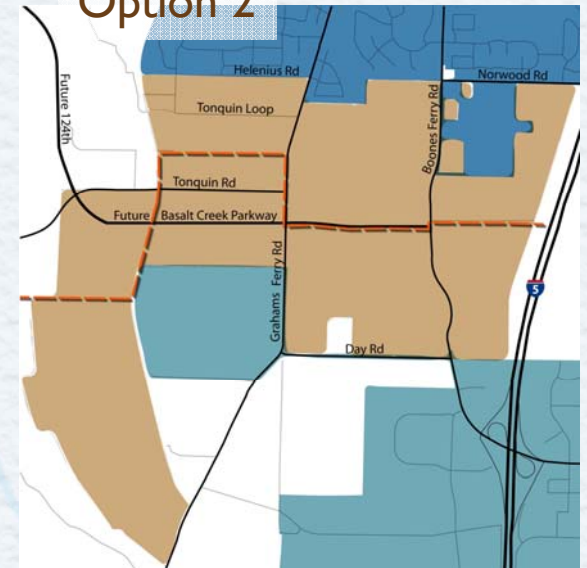 Option 2
Helenius Rd
Norwood Rd
Future 124th
Tonquin Loop
Boones Ferry Rd
Tonquin Rd
Future Basalt Creek Parkway
Grahams Ferry Rd
5
Day Rd